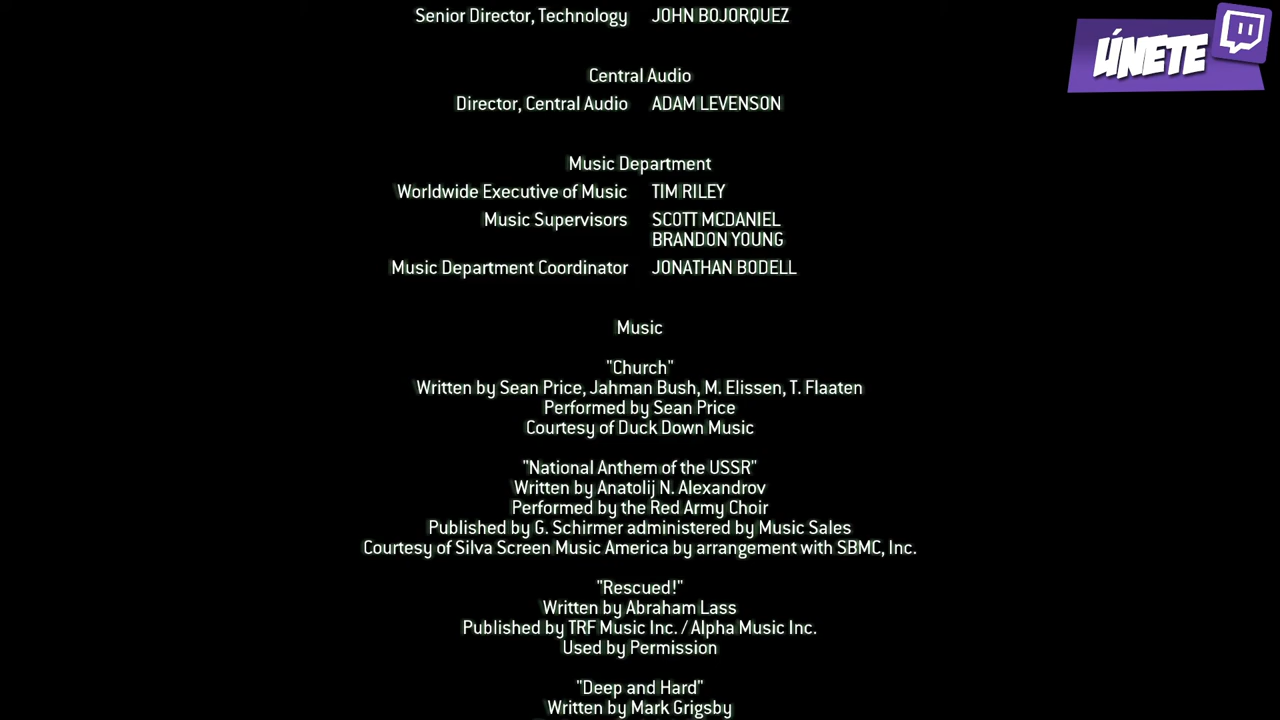 Senior Director, Technology JOHN BOJORQUEZ
ÚNETE
Central Audio
Director, Central Audio ADAM LEVENSON
Music Department
Worldwide Executive of Music TIM RILEY
Music Supervisors SCOTT MCDANIEL
BRANDON YOUNG
Music Department Coordinator JONATHAN BODELL
Music
"Church"
Written by Sean Price, Jahman Bush, M. Elissen, T. Flaaten
Performed by Sean Price
Courtesy of Duck Down Music
"National Anthem of the USSR"
Written by Anatolij N. Alexandrov
Performed by the Red Army Choir
Published by G. Schirmer administered by Music Sales
Courtesy of Silva Screen Music America by arrangement with SBMC, Inc.
"Rescued!"
Written by Abraham Lass
Published by TRF Music Inc. / Alpha Music Inc.
Used by Permission
"Deep and Hard"
Written by Mark Grigsby